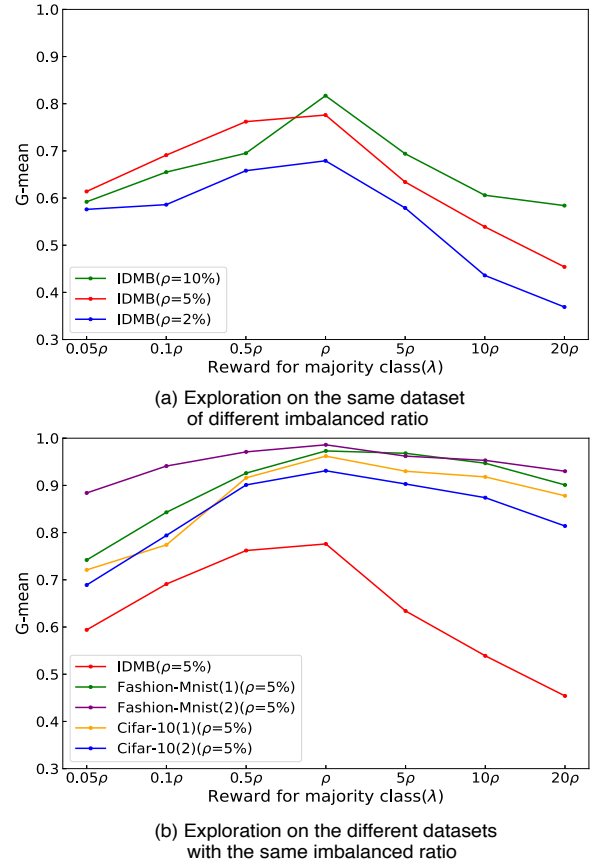 1.0
0.9
0.8
0.7
0.6
0.5
0.4
0.3
G-mean
IDMB(ρ=10%)
IDMB(ρ=5%)
IDMB(ρ=2%)
0.05ρ 0.1ρ 0.5ρ ρ 5ρ 10ρ 20ρ
Reward for majority class(λ)
(a) Exploration on the same dataset
of different imbalanced ratio
1.0
0.9
0.8
0.7
0.6
0.5
0.4
0.3
G-mean
IDMB(ρ=5%)
Fashion-Mnist(1)(ρ=5%)
Fashion-Mnist(2)(ρ=5%)
Cifar-10(1)(ρ=5%)
Cifar-10(2)(ρ=5%)
0.05ρ 0.1ρ 0.5ρ ρ 5ρ 10ρ 20ρ
Reward for majority class(λ)
(b) Exploration on the different datasets
with the same imbalanced ratio